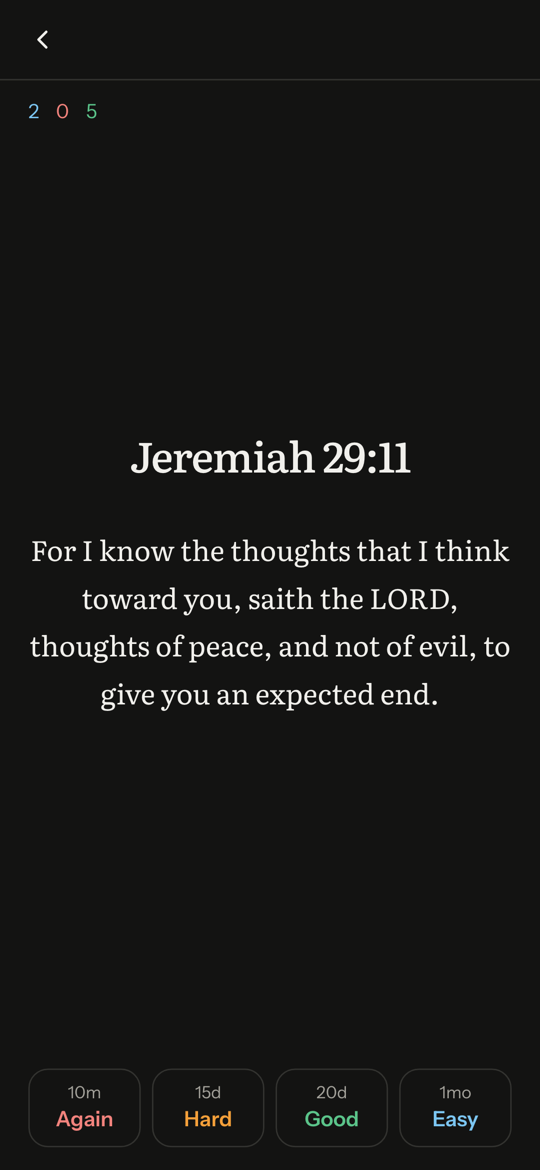 2 0 5
Jeremiah 29:11
For I know the thoughts that I think
toward you, saith the LORD,
thoughts of peace, and not of evil, to
give you an expected end.
10m 15d 20d 1mo
Again Hard Good Easy